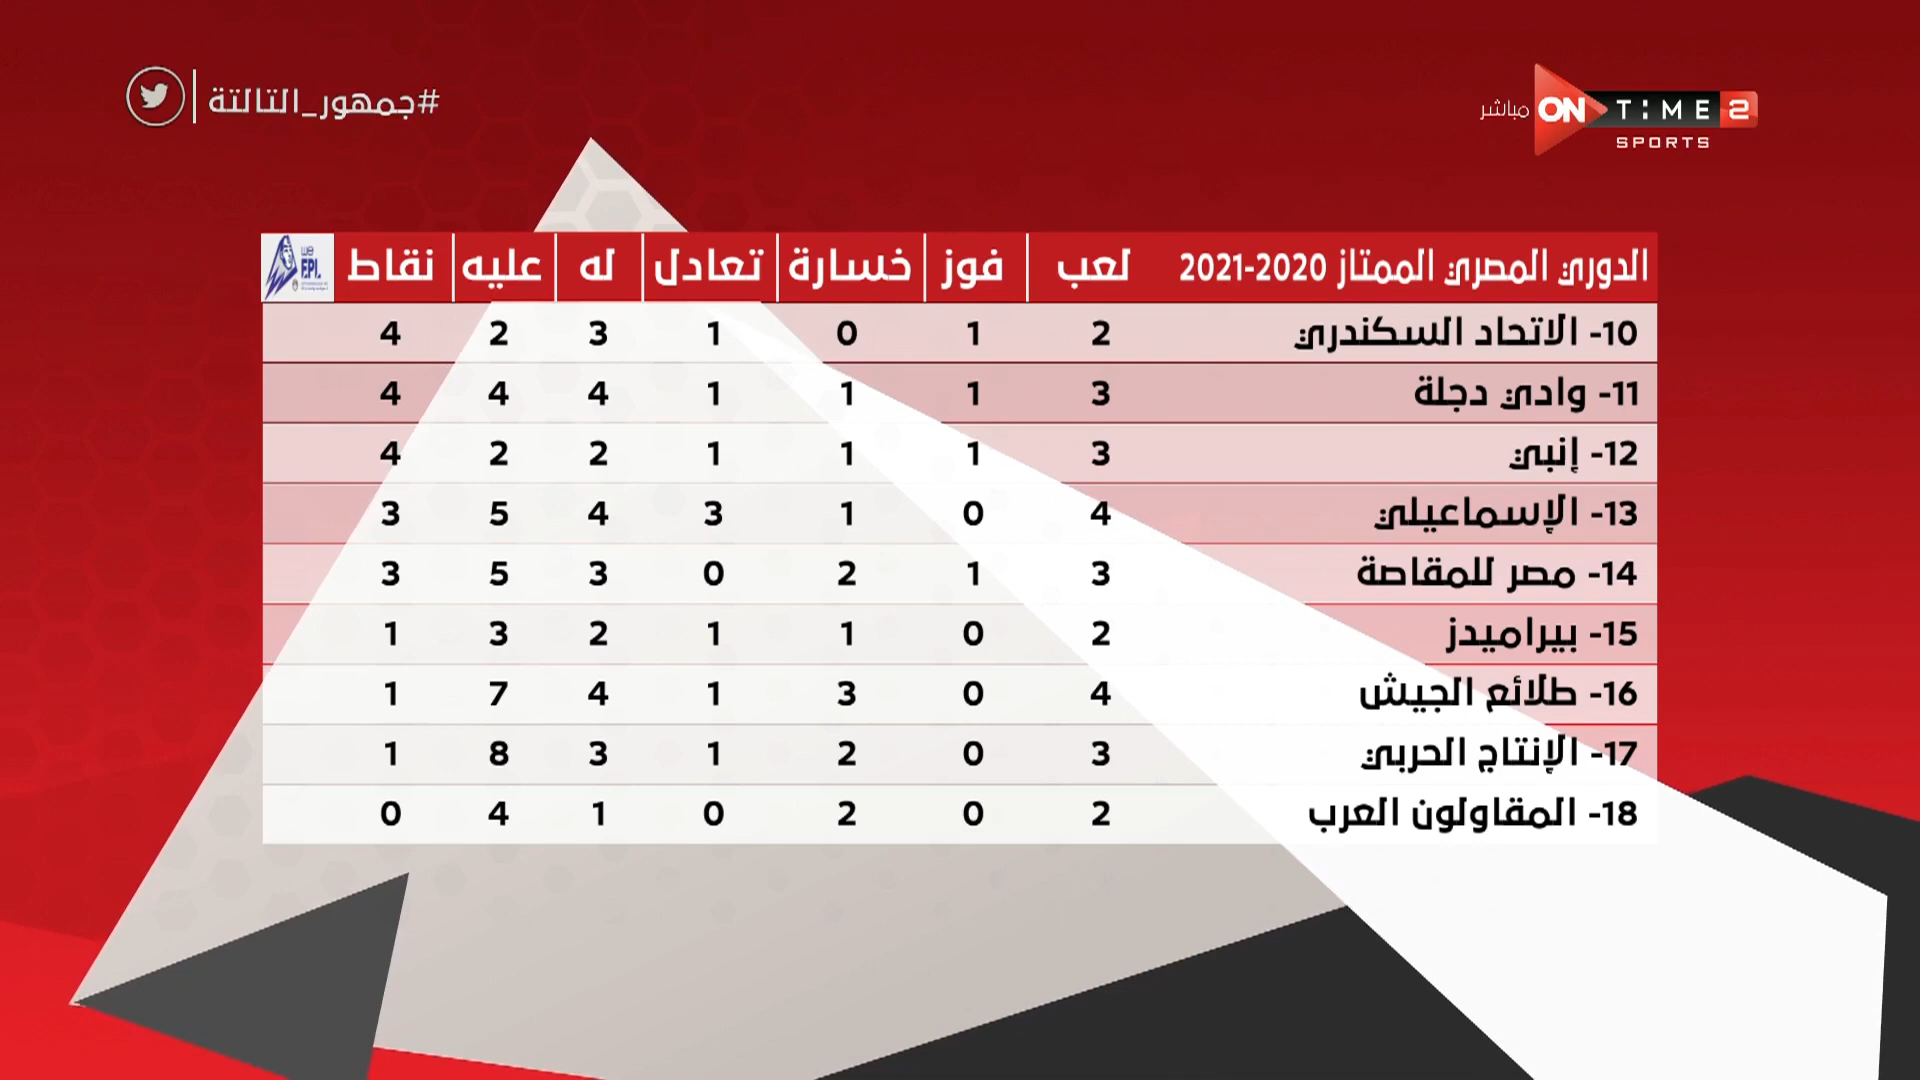 #جمهور_التالتة
مباشر ON TIME 2
SPORTS
الدوري المصري الممتاز 2020-2021 لعب فوز خسارة تعادل له عليه نقاط
we
EPL
10- الاتحاد السكندري 2 1 0 1 3 2 4
11- وادي دجلة 3 1 1 1 4 4 4
12- إنبي 3 1 1 1 2 2 4
13- الإسماعيلي 4 0 1 3 4 5 3
14- مصر للمقاصة 3 1 2 0 3 5 3
15- بيراميدز 2 0 1 1 2 3 1
16- طلائع الجيش 4 0 3 1 4 7 1
17- الإنتاج الحربي 3 0 2 1 3 8 1
18- المقاولون العرب 2 0 2 0 1 4 0